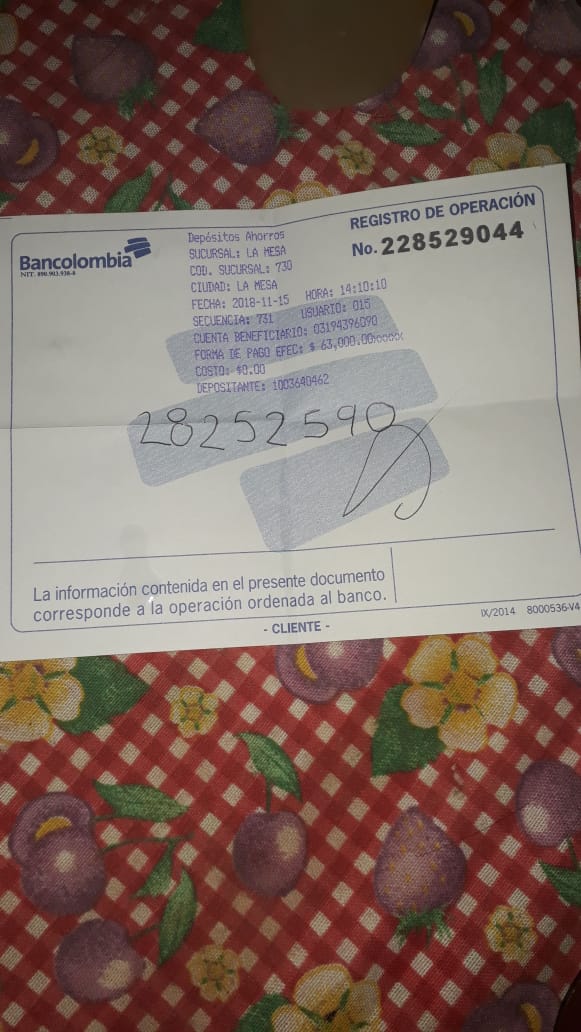 Bancolombia
NIT. 890.903.938-8
REGISTRO DE OPERACIÓN
No. 228529044
Depósitos Ahorros
SUCURSAL: LA MESA
COD. SUCURSAL: 730
CIUDAD: LA MESA
FECHA: 2018-11-15 HORA: 14:10:10
SECUENCIA: 731 USUARIO: 015
CUENTA BENEFICIARIO: 03194396090
FORMA DE PAGO EFEC: $ 63,000.00
COSTO: $0.00
DEPOSITANTE: 1003640462
28252590
La información contenida en el presente documento
corresponde a la operación ordenada al banco.
- CLIENTE -
IX/2014 8000536-V4